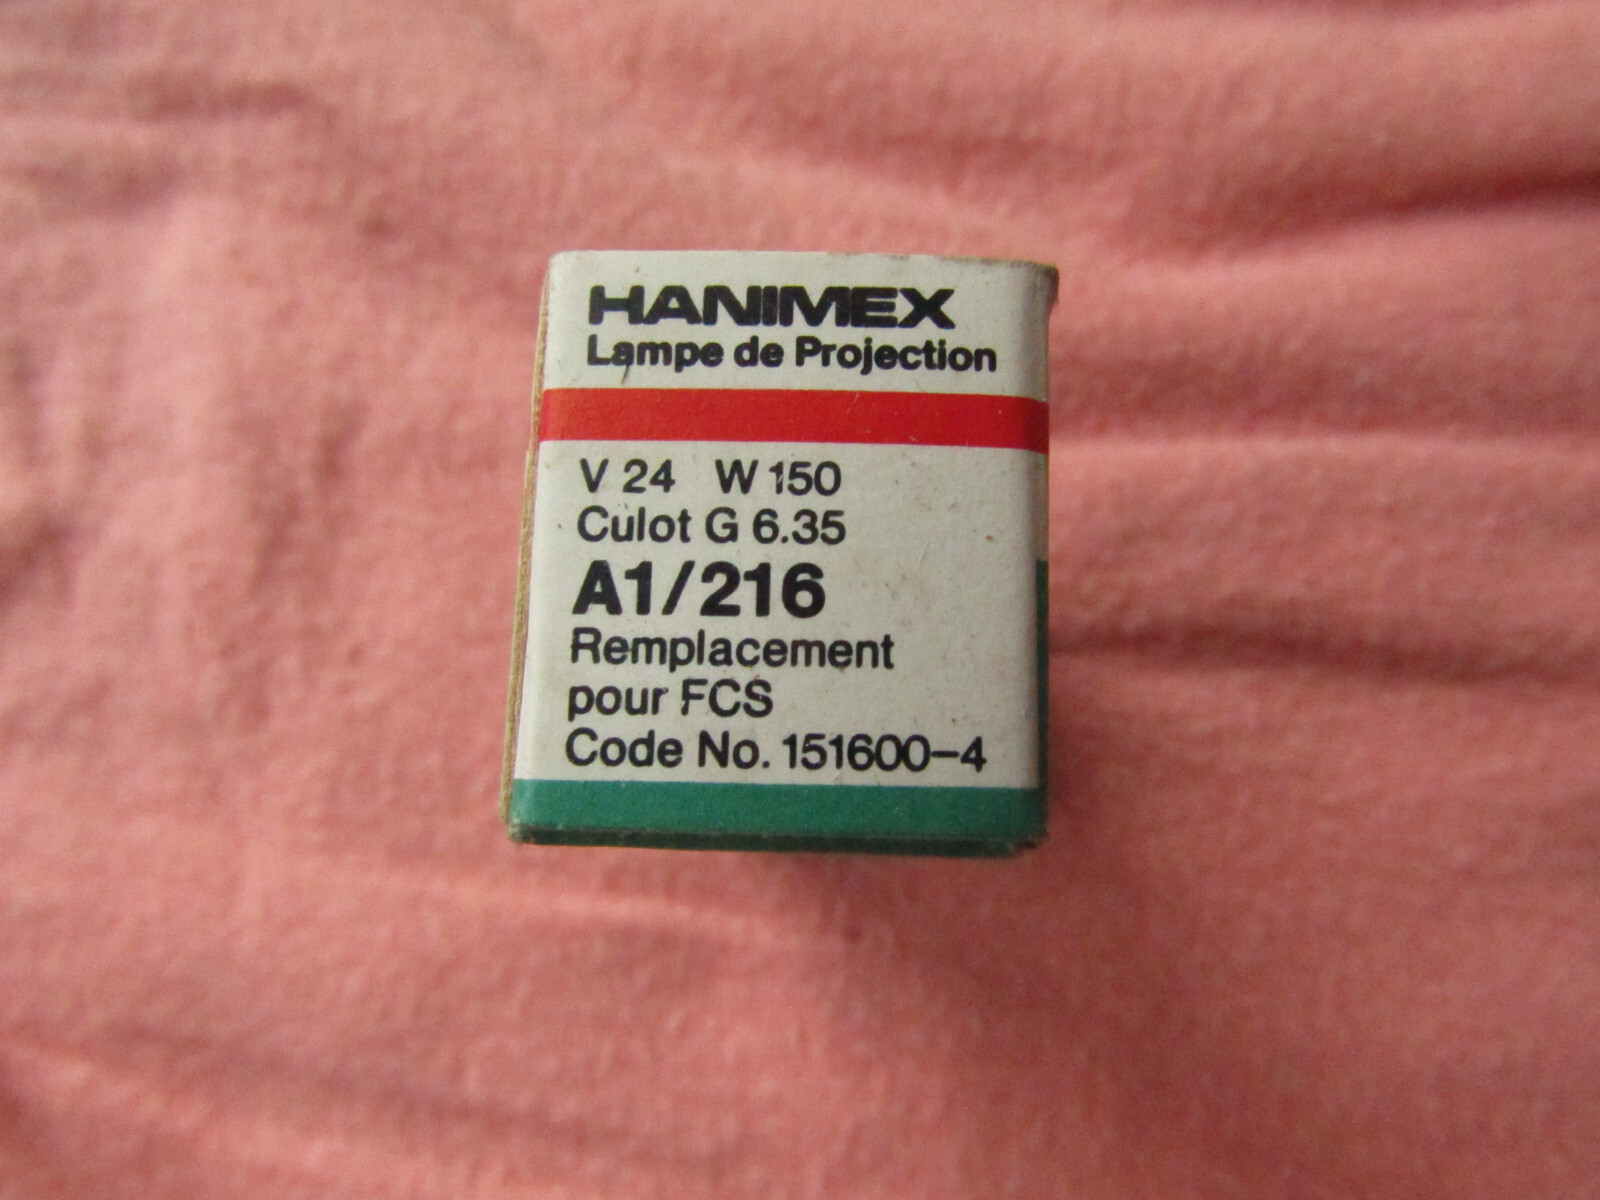 HANIMEX
Lampe de Projection
V 24 W 150
Culot G 6.35
A1/216
Remplacement
pour FCS
Code No. 151600-4